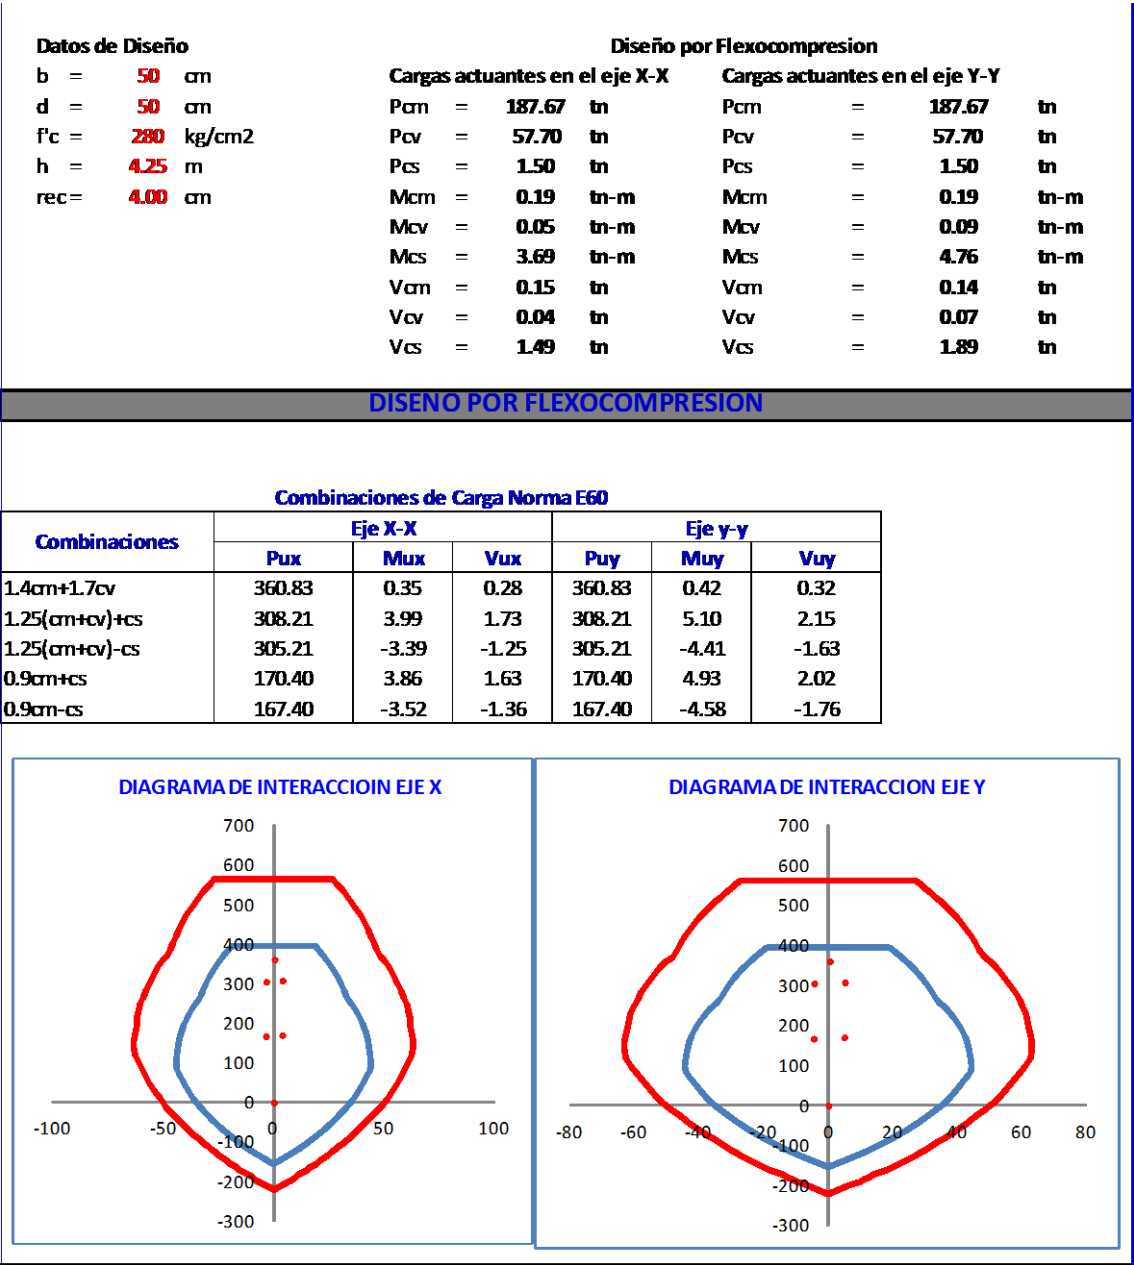 Datos de Diseño Diseño por Flexocompresion
b = 50 cm Cargas actuantes en el eje X-X Cargas actuantes en el eje Y-Y
d = 50 cm Pcm = 187.67 tn Pcm = 187.67 tn
f'c = 280 kg/cm2 Pcv = 57.70 tn Pcv = 57.70 tn
h = 4.25 m Pcs = 1.50 tn Pcs = 1.50 tn
rec = 4.00 cm Mcm = 0.19 tn-m Mcm = 0.19 tn-m
Mcv = 0.05 tn-m Mcv = 0.09 tn-m
Mcs = 3.69 tn-m Mcs = 4.76 tn-m
Vcm = 0.15 tn Vcm = 0.14 tn
Vcv = 0.04 tn Vcv = 0.07 tn
Vcs = 1.49 tn Vcs = 1.89 tn
DISENO POR FLEXOCOMPRESION
Combinaciones de Carga Norma E60
Combinaciones Eje X-X Eje y-y
Pux Mux Vux Puy Muy Vuy
1.4cm+1.7cv 360.83 0.35 0.28 360.83 0.42 0.32
1.25(cm+cv)+cs 308.21 3.99 1.73 308.21 5.10 2.15
1.25(cm+cv)-cs 305.21 -3.39 -1.25 305.21 -4.41 -1.63
0.9cm+cs 170.40 3.86 1.63 170.40 4.93 2.02
0.9cm-cs 167.40 -3.52 -1.36 167.40 -4.58 -1.76
DIAGRAMA DE INTERACCIOIN EJE X
700
600
500
400
300
200
100
0
-100 -50 0 50 100
-100
-200
-300
DIAGRAMA DE INTERACCION EJE Y
700
600
500
400
300
200
100
0
-80 -60 -40 -20 0 20 40 60 80
-100
-200
-300